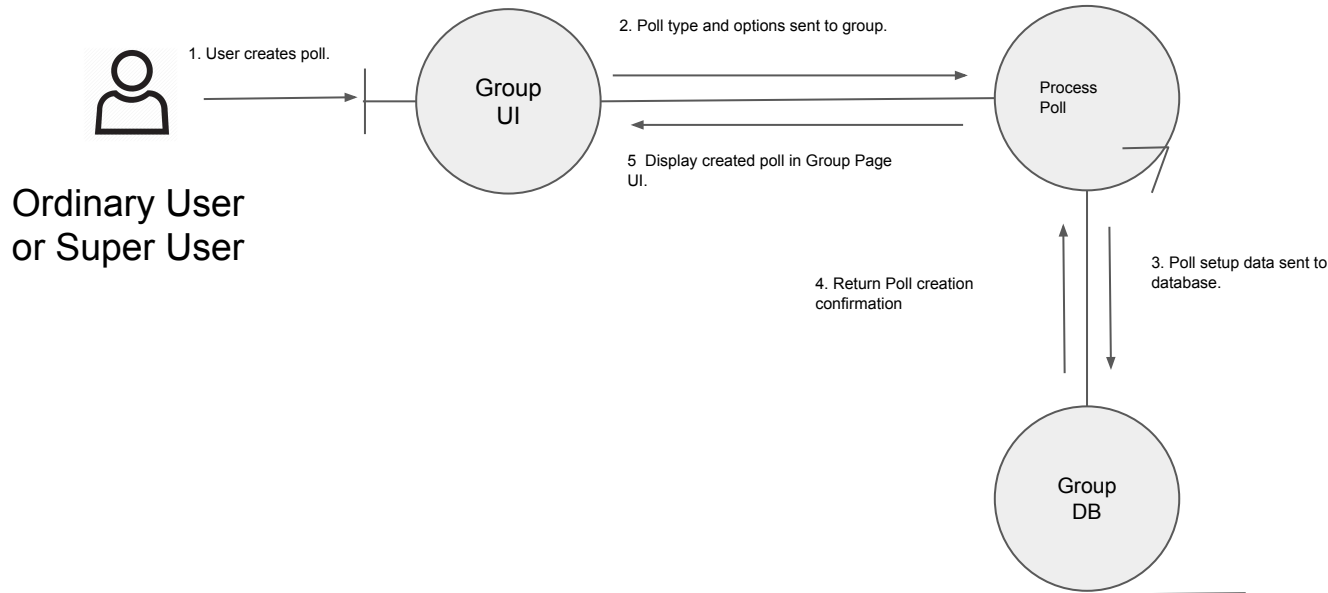 1. User creates poll.
Group
UI
2. Poll type and options sent to group.
Process
Poll
5  Display created poll in Group Page
UI.
Ordinary User
or Super User
4. Return Poll creation
confirmation
3. Poll setup data sent to
database.
Group
DB